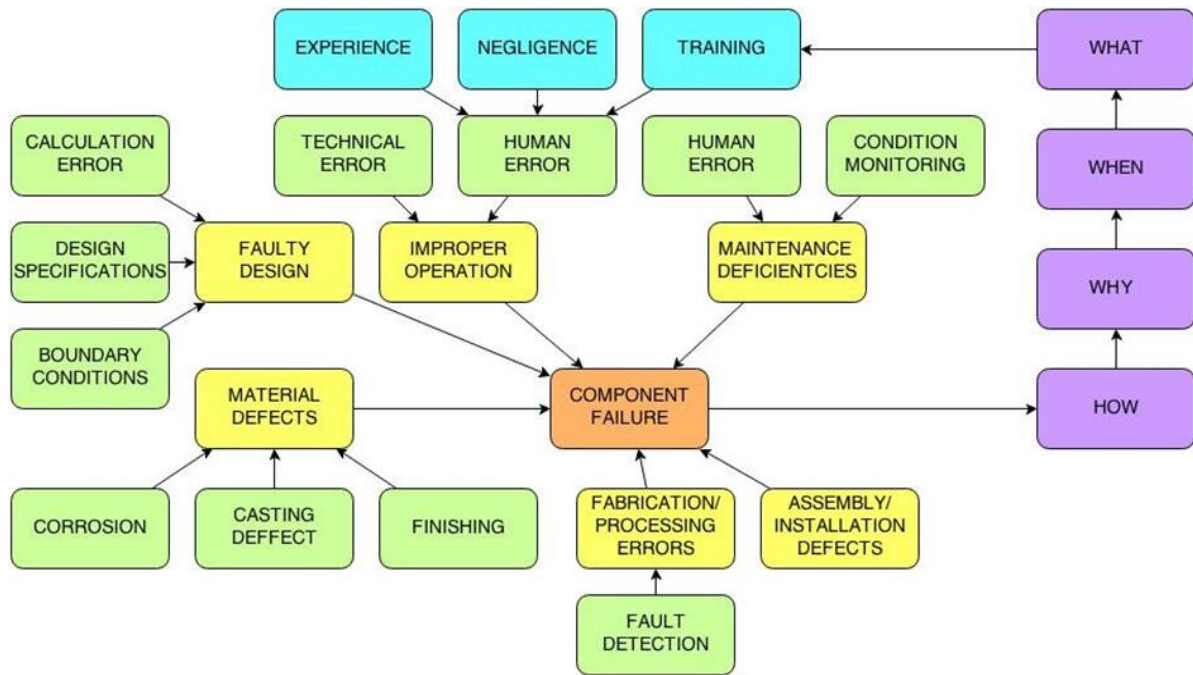 EXPERIENCE
NEGLIGENCE
TRAINING
WHAT
CALCULATION
ERROR
TECHNICAL
ERROR
HUMAN
ERROR
HUMAN
ERROR
CONDITION
MONITORING
WHEN
DESIGN
SPECIFICATIONS
FAULTY
DESIGN
IMPROPER
OPERATION
MAINTENANCE
DEFICIENTCIES
WHY
BOUNDARY
CONDITIONS
MATERIAL
DEFECTS
COMPONENT
FAILURE
HOW
CORROSION
CASTING
DEFFECT
FINISHING
FABRICATION/
PROCESSING
ERRORS
ASSEMBLY/
INSTALLATION
DEFECTS
FAULT
DETECTION